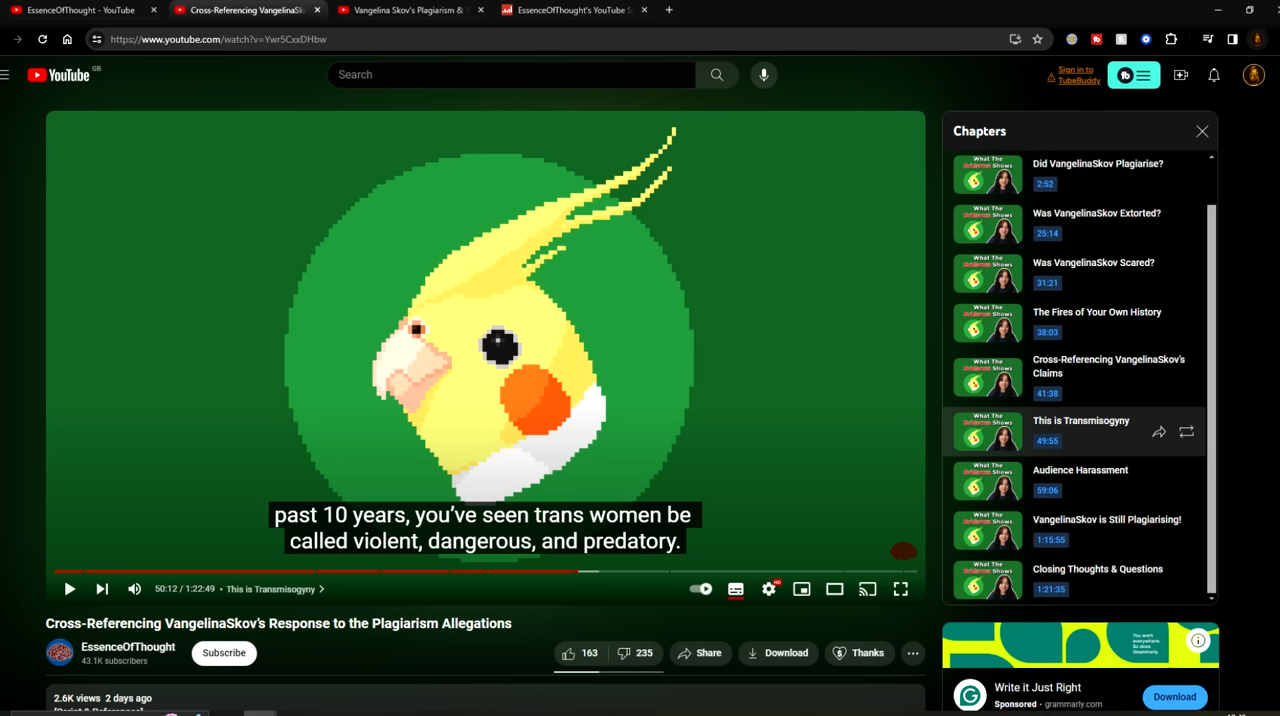 EssenceOfThought - YouTube
Cross-Referencing VangelinaSk
Vangelina Skov's Plagiarism &
EssenceOfThought's YouTube S
https://www.youtube.com/watch?v=Ywr5CxxDHbw
YouTube GB
Search
Sign in to
TubeBuddy
Chapters
Did VangelinaSkov Plagiarise?
2:52
Was VangelinaSkov Extorted?
25:14
Was VangelinaSkov Scared?
31:21
The Fires of Your Own History
38:03
Cross-Referencing VangelinaSkov's
Claims
41:38
This is Transmisogyny
49:55
Audience Harassment
59:06
VangelinaSkov is Still Plagiarising!
1:15:55
Closing Thoughts & Questions
1:21:35
past 10 years, you've seen trans women be
called violent, dangerous, and predatory.
50:12 / 1:22:49 • This is Transmisogyny
HD
Cross-Referencing VangelinaSkov's Response to the Plagiarism Allegations
EssenceOfThought
43.1K subscribers
Subscribe
163
235
Share
Download
Thanks
2.6K views 2 days ago
[Script & References]
You work
everywhere.
So does
Grammarly.
Write it Just Right
Sponsored • grammarly.com
Download